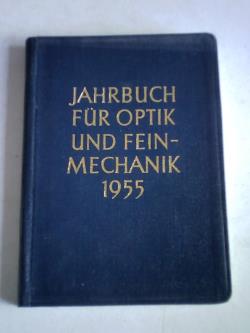 JAHRBUCH
FÜR OPTIK
UND FEIN-
MECHANIK
1955